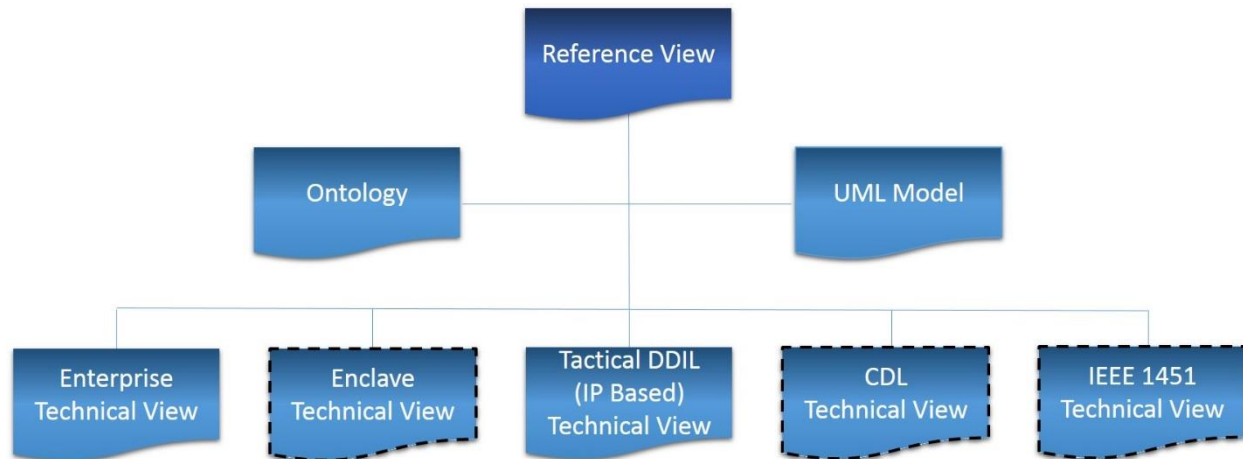 Reference View
Ontology
UML Model
Enterprise
Technical View
Enclave
Technical View
Tactical DDIL
(IP Based)
Technical View
CDL
Technical View
IEEE 1451
Technical View